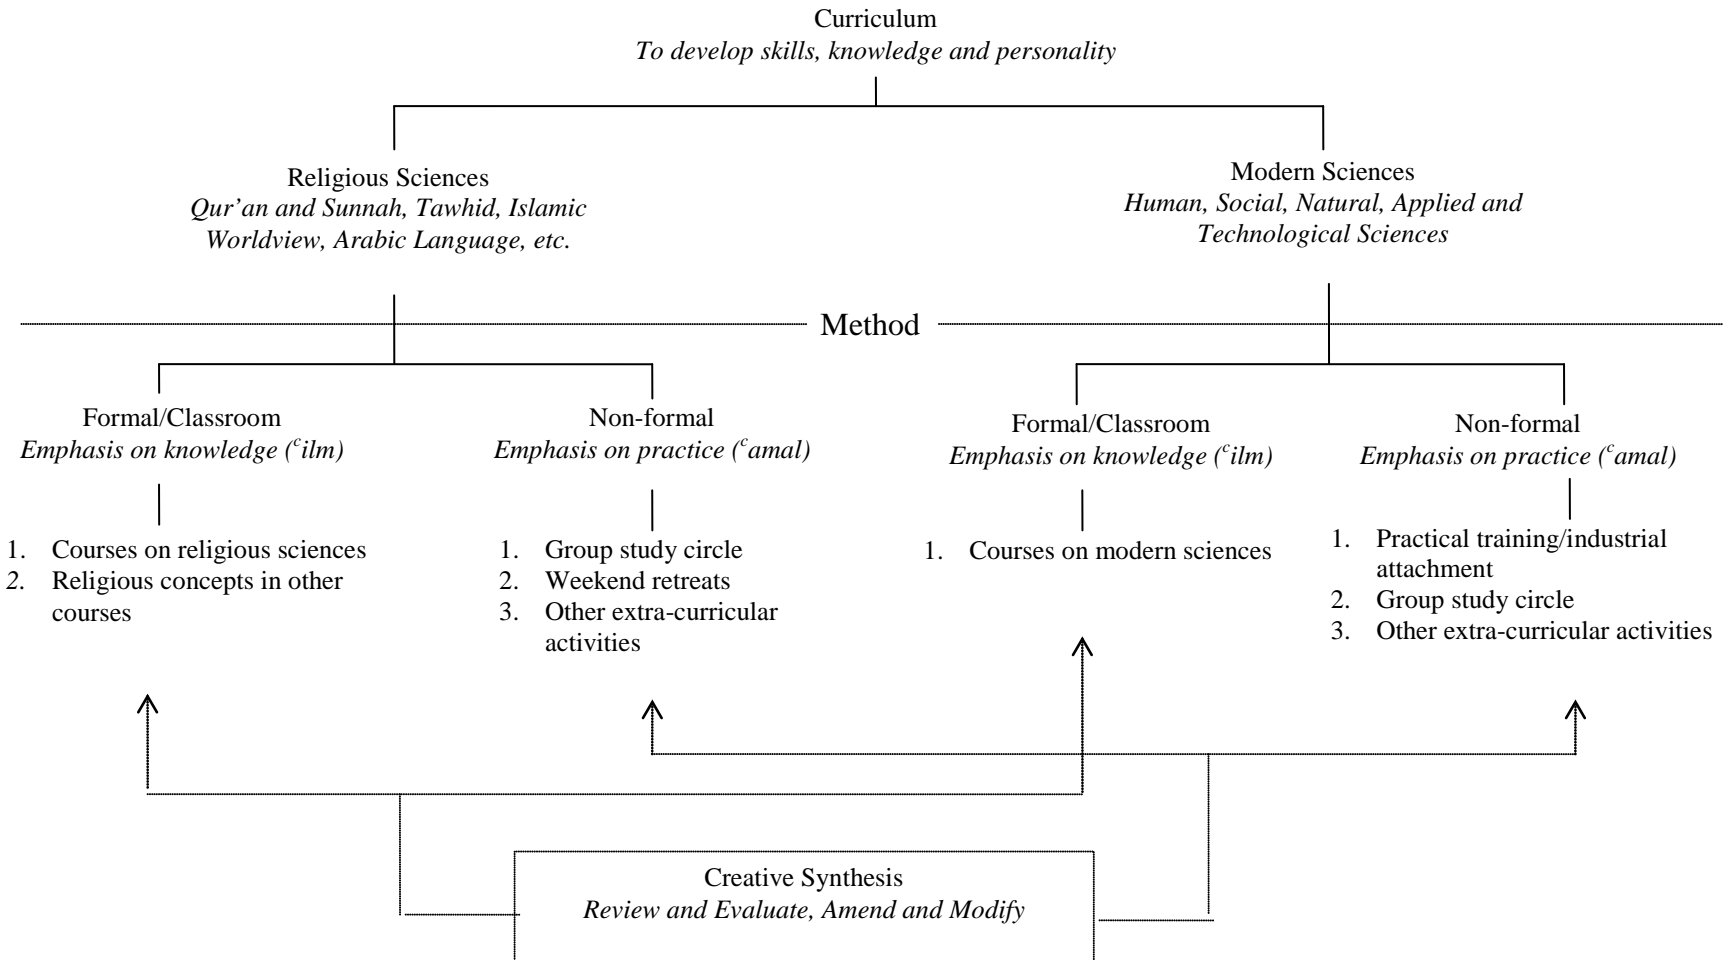 Curriculum
To develop skills, knowledge and personality
Religious Sciences
Qur’an and Sunnah, Tawhid, Islamic
Worldview, Arabic Language, etc.
Modern Sciences
Human, Social, Natural, Applied and
Technological Sciences
Method
Formal/Classroom
Emphasis on knowledge (ᶜilm)
Non-formal
Emphasis on practice (ᶜamal)
Formal/Classroom
Emphasis on knowledge (ᶜilm)
Non-formal
Emphasis on practice (ᶜamal)
1. Courses on religious sciences
2. Religious concepts in other
courses
1. Group study circle
2. Weekend retreats
3. Other extra-curricular
activities
1. Courses on modern sciences
1. Practical training/industrial
attachment
2. Group study circle
3. Other extra-curricular activities
Creative Synthesis
Review and Evaluate, Amend and Modify